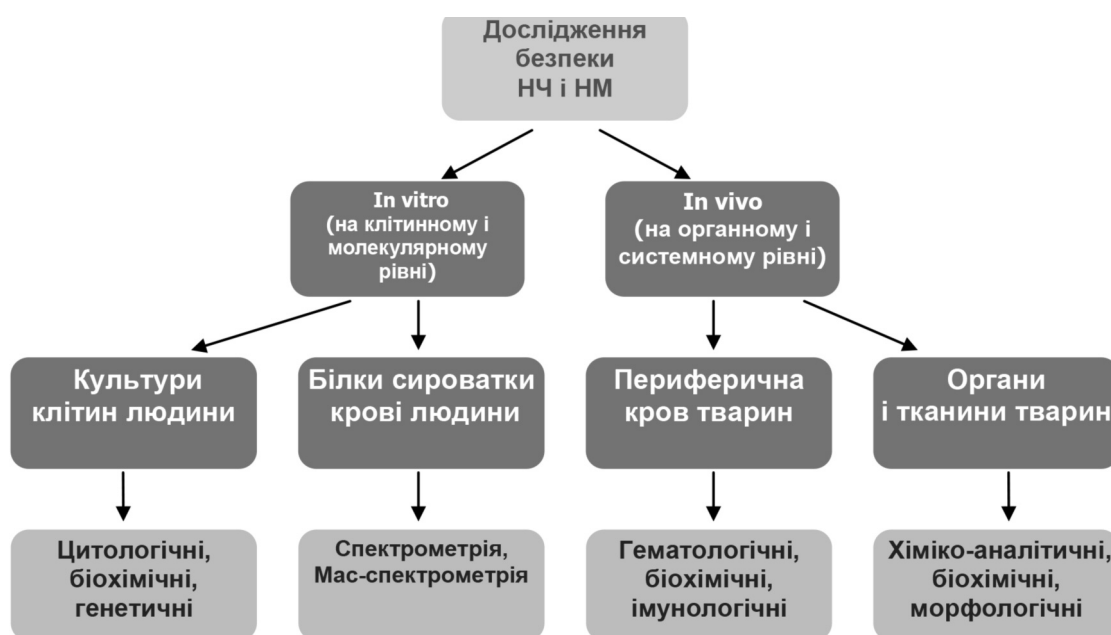 Дослідження
безпеки
НЧ і НМ
In vitro
(на клітинному і
молекулярному
рівні)
In vivo
(на органному і
системному рівні)
Культури
клітин людини
Білки сироватки
крові людини
Периферична
кров тварин
Органи
і тканини тварин
Цитологічні,
біохімічні,
генетичні
Спектрометрія,
Мас-спектрометрія
Гематологічні,
біохімічні,
імунологічні
Хіміко-аналітичні,
біохімічні,
морфологічні